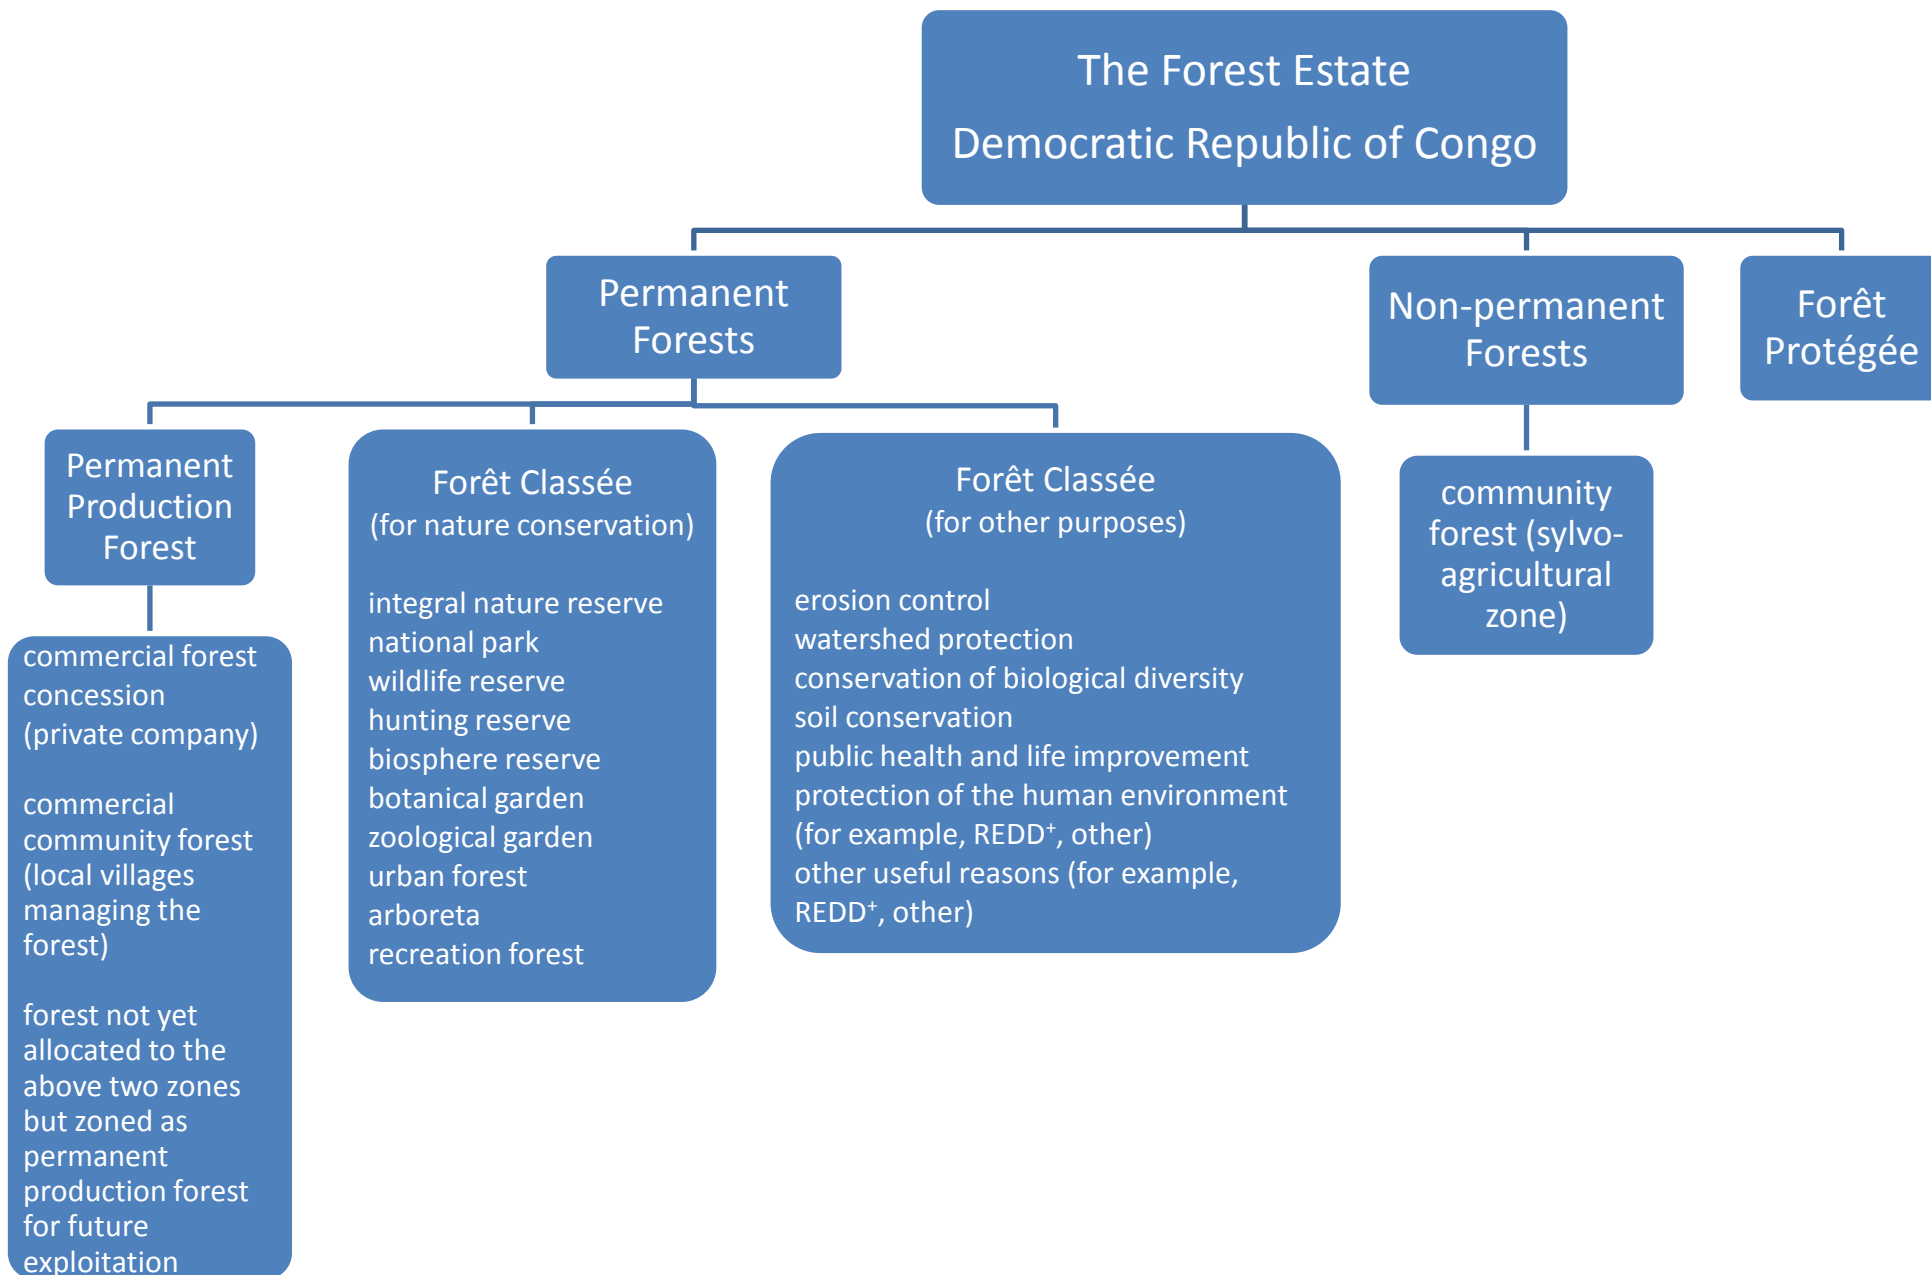 The Forest Estate
Democratic Republic of Congo
Permanent
Forests
Non-permanent
Forests
Forêt
Protégée
Permanent
Production
Forest
commercial forest
concession
(private company)
commercial
community forest
(local villages
managing the
forest)
forest not yet
allocated to the
above two zones
but zoned as
permanent
production forest
for future
exploitation
Forêt Classée
(for nature conservation)
integral nature reserve
national park
wildlife reserve
hunting reserve
biosphere reserve
botanical garden
zoological garden
urban forest
arboreta
recreation forest
Forêt Classée
(for other purposes)
erosion control
watershed protection
conservation of biological diversity
soil conservation
public health and life improvement
protection of the human environment
(for example, REDD⁺, other)
other useful reasons (for example,
REDD⁺, other)
community
forest (sylvo-
agricultural
zone)